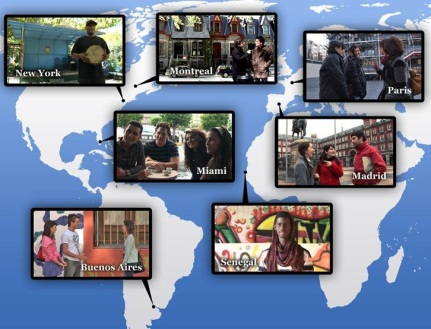 New York
Montreal
Paris
Miami
Madrid
Buenos Aires
Senegal